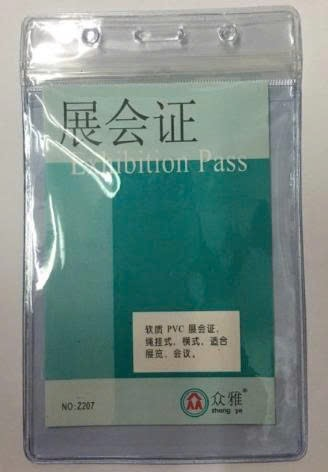 展会证
Exhibition Pass
软质 PVC 展会证,
绳挂式、横式、适合
展览、会议。
NO:Z207
众雅®
zhong ya